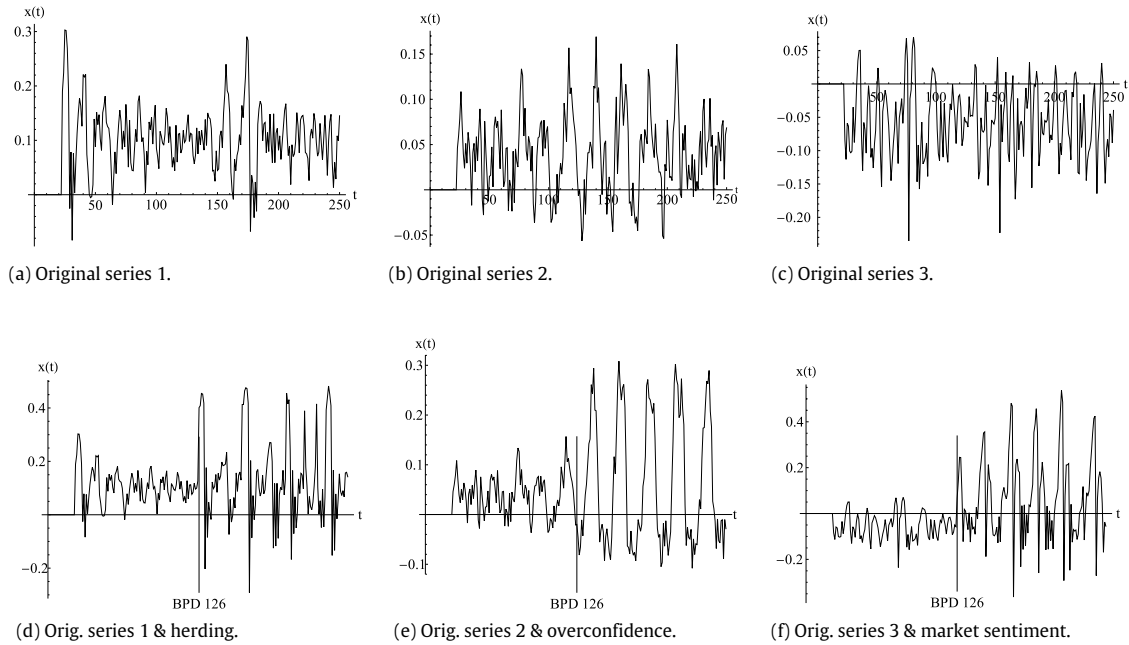 x(t)
0.3
0.2
0.1
50
100
150
200
250
t
(a) Original series 1.
x(t)
0.15
0.10
0.05
−0.05
50
100
150
200
250
t
(b) Original series 2.
x(t)
0.05
−0.05
−0.10
−0.15
−0.20
50
100
150
200
250
t
(c) Original series 3.
x(t)
0.4
0.2
−0.2
t
BPD 126
(d) Orig. series 1 & herding.
x(t)
0.3
0.2
0.1
−0.1
t
BPD 126
(e) Orig. series 2 & overconfidence.
x(t)
0.4
0.2
−0.2
t
BPD 126
(f) Orig. series 3 & market sentiment.